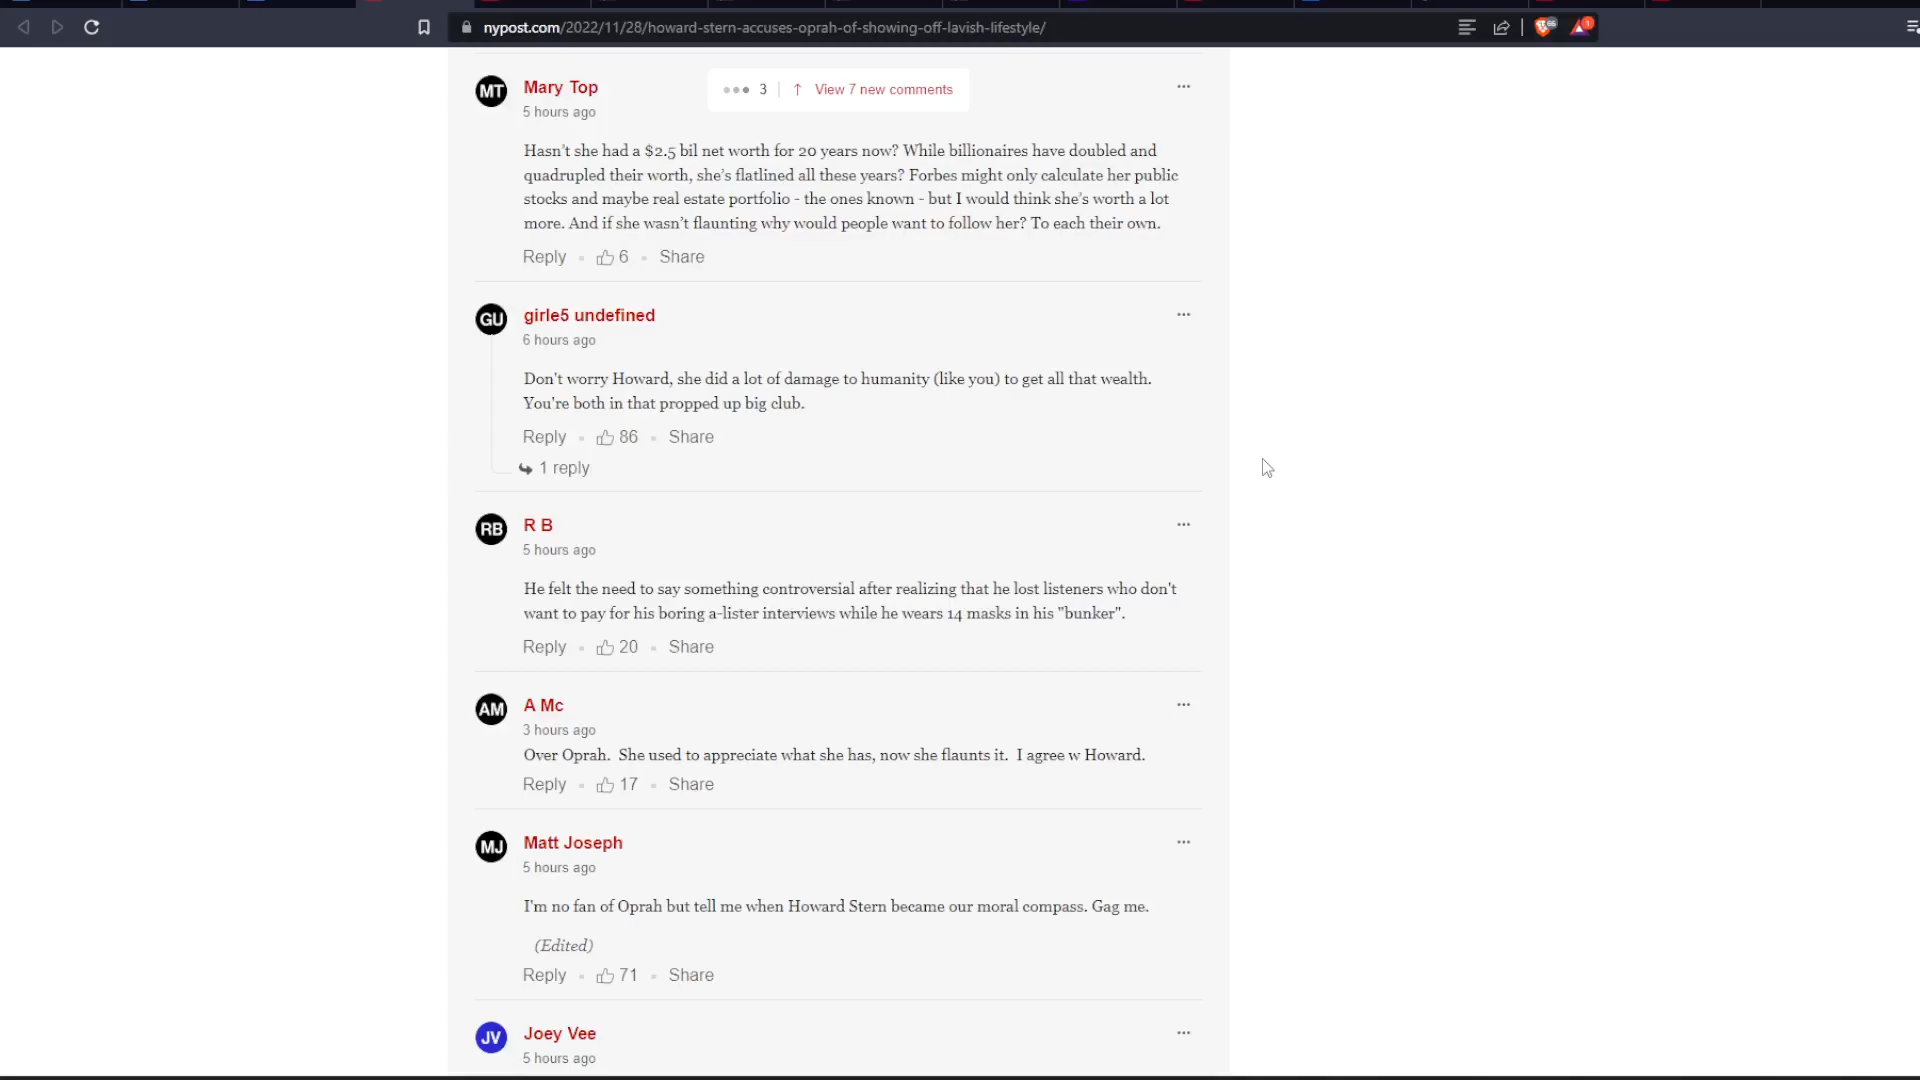 nypost.com/2022/11/28/howard-stern-accuses-oprah-of-showing-off-lavish-lifestyle/
66
1
MT
Mary Top
5 hours ago
3
View 7 new comments
Hasn't she had a $2.5 bil net worth for 20 years now? While billionaires have doubled and
quadrupled their worth, she's flatlined all these years? Forbes might only calculate her public
stocks and maybe real estate portfolio - the ones known - but I would think she's worth a lot
more. And if she wasn't flaunting why would people want to follow her? To each their own.
Reply 6 Share
GU
girle5 undefined
6 hours ago
Don't worry Howard, she did a lot of damage to humanity (like you) to get all that wealth.
You're both in that propped up big club.
Reply 86 Share
1 reply
RB
R B
5 hours ago
He felt the need to say something controversial after realizing that he lost listeners who don't
want to pay for his boring a-lister interviews while he wears 14 masks in his "bunker".
Reply 20 Share
AM
A Mc
3 hours ago
Over Oprah. She used to appreciate what she has, now she flaunts it. I agree w Howard.
Reply 17 Share
MJ
Matt Joseph
5 hours ago
I'm no fan of Oprah but tell me when Howard Stern became our moral compass. Gag me.
(Edited)
Reply 71 Share
JV
Joey Vee
5 hours ago